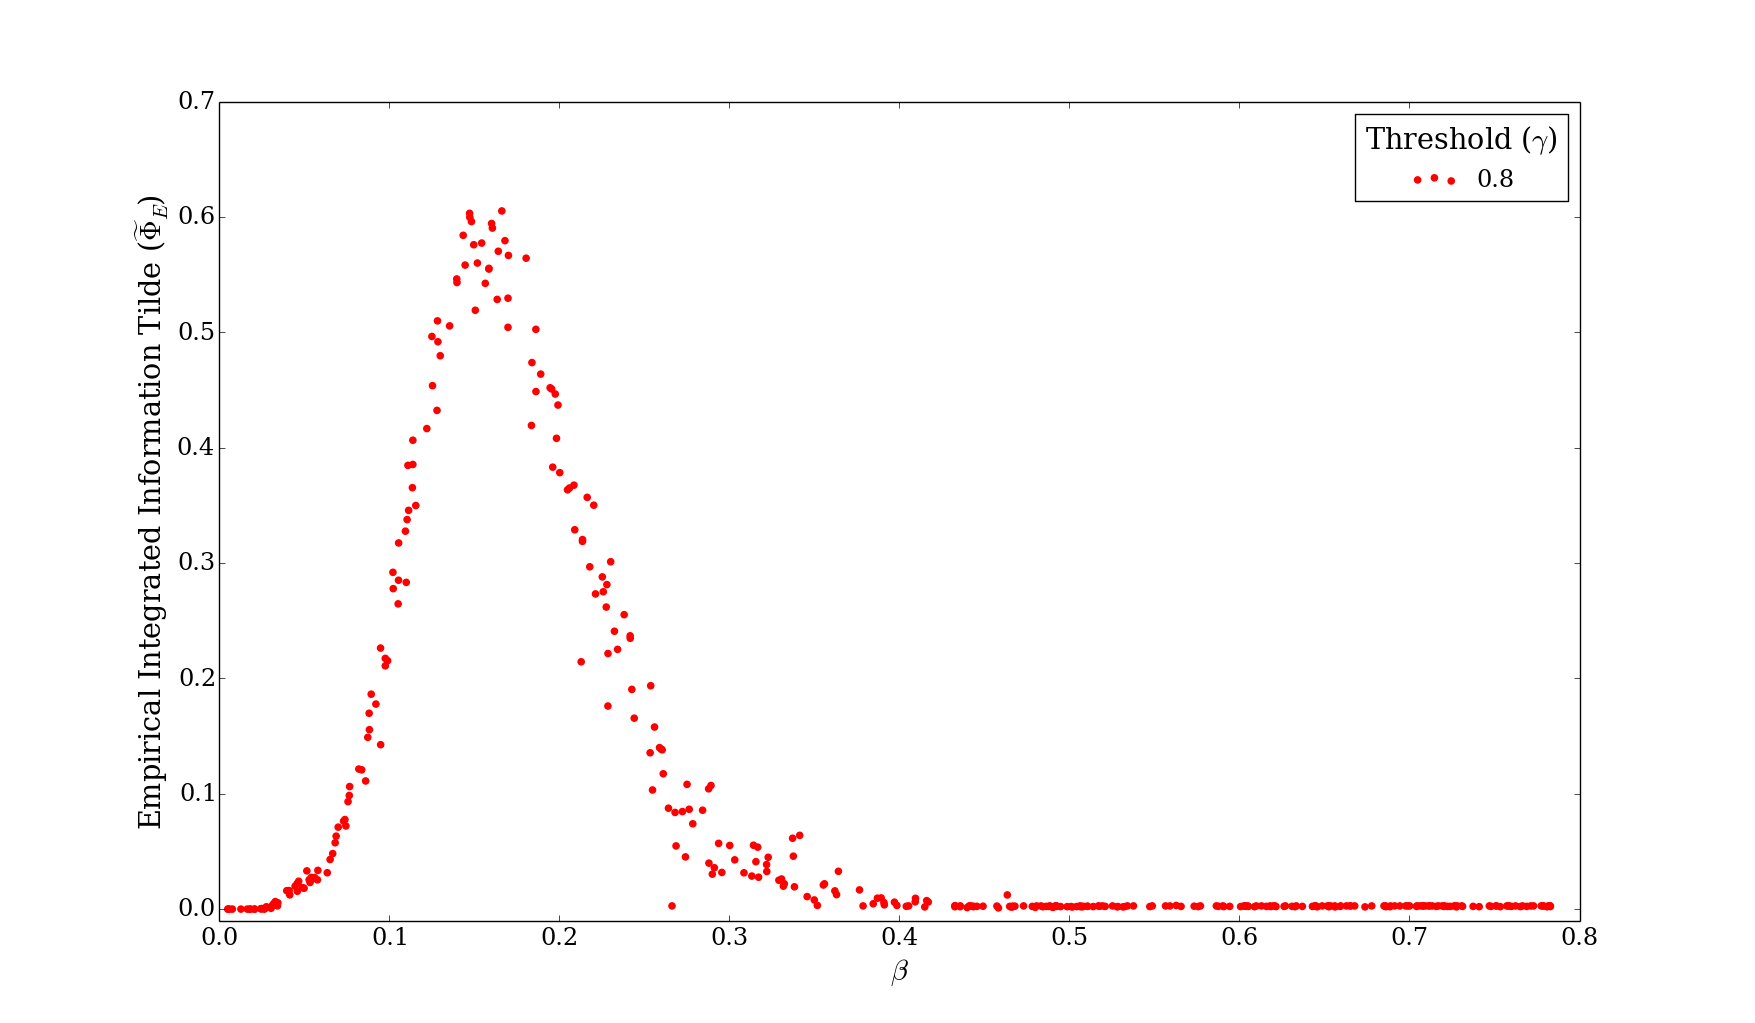 0.7
0.6
0.5
0.4
0.3
0.2
0.1
0.0
0.0 0.1 0.2 0.3 0.4 0.5 0.6 0.7 0.8
β
Empirical Integrated Information Tilde (Φ̃_E)
Threshold (γ)
0.8